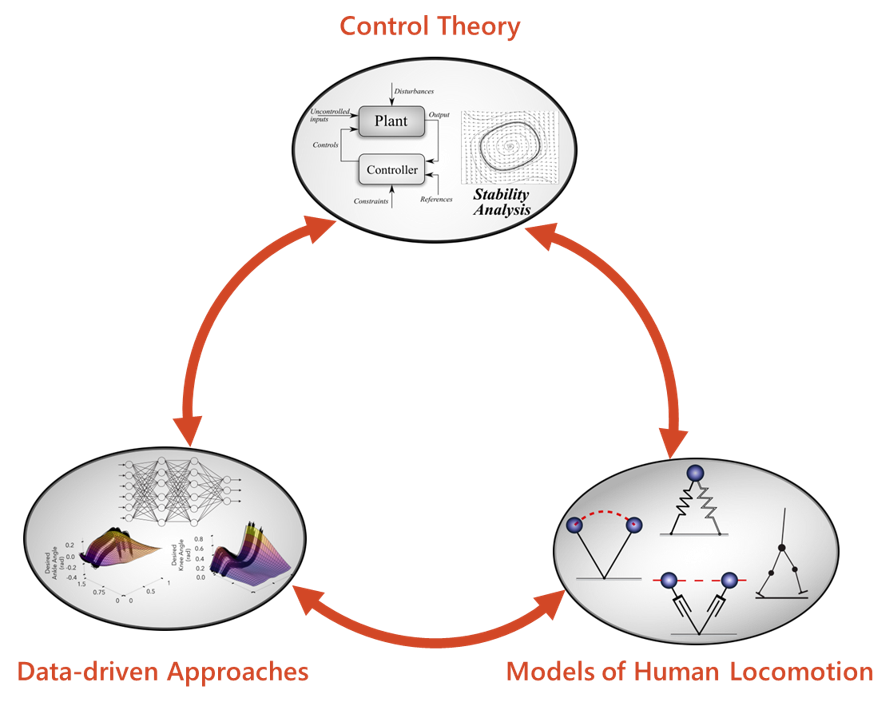 Control Theory
Disturbances
Uncontrolled
inputs
Plant
Output
Controls
Controller
Constraints
References
Stability
Analysis
Desired
Ankle Angle
(rad)
0.2
0.0
-0.2
-0.4
1.5
0.75
0
0
0.5
1
Desired
Knee Angle
(rad)
0.8
0.6
0.4
0.2
0.0
Data-driven Approaches
Models of Human Locomotion